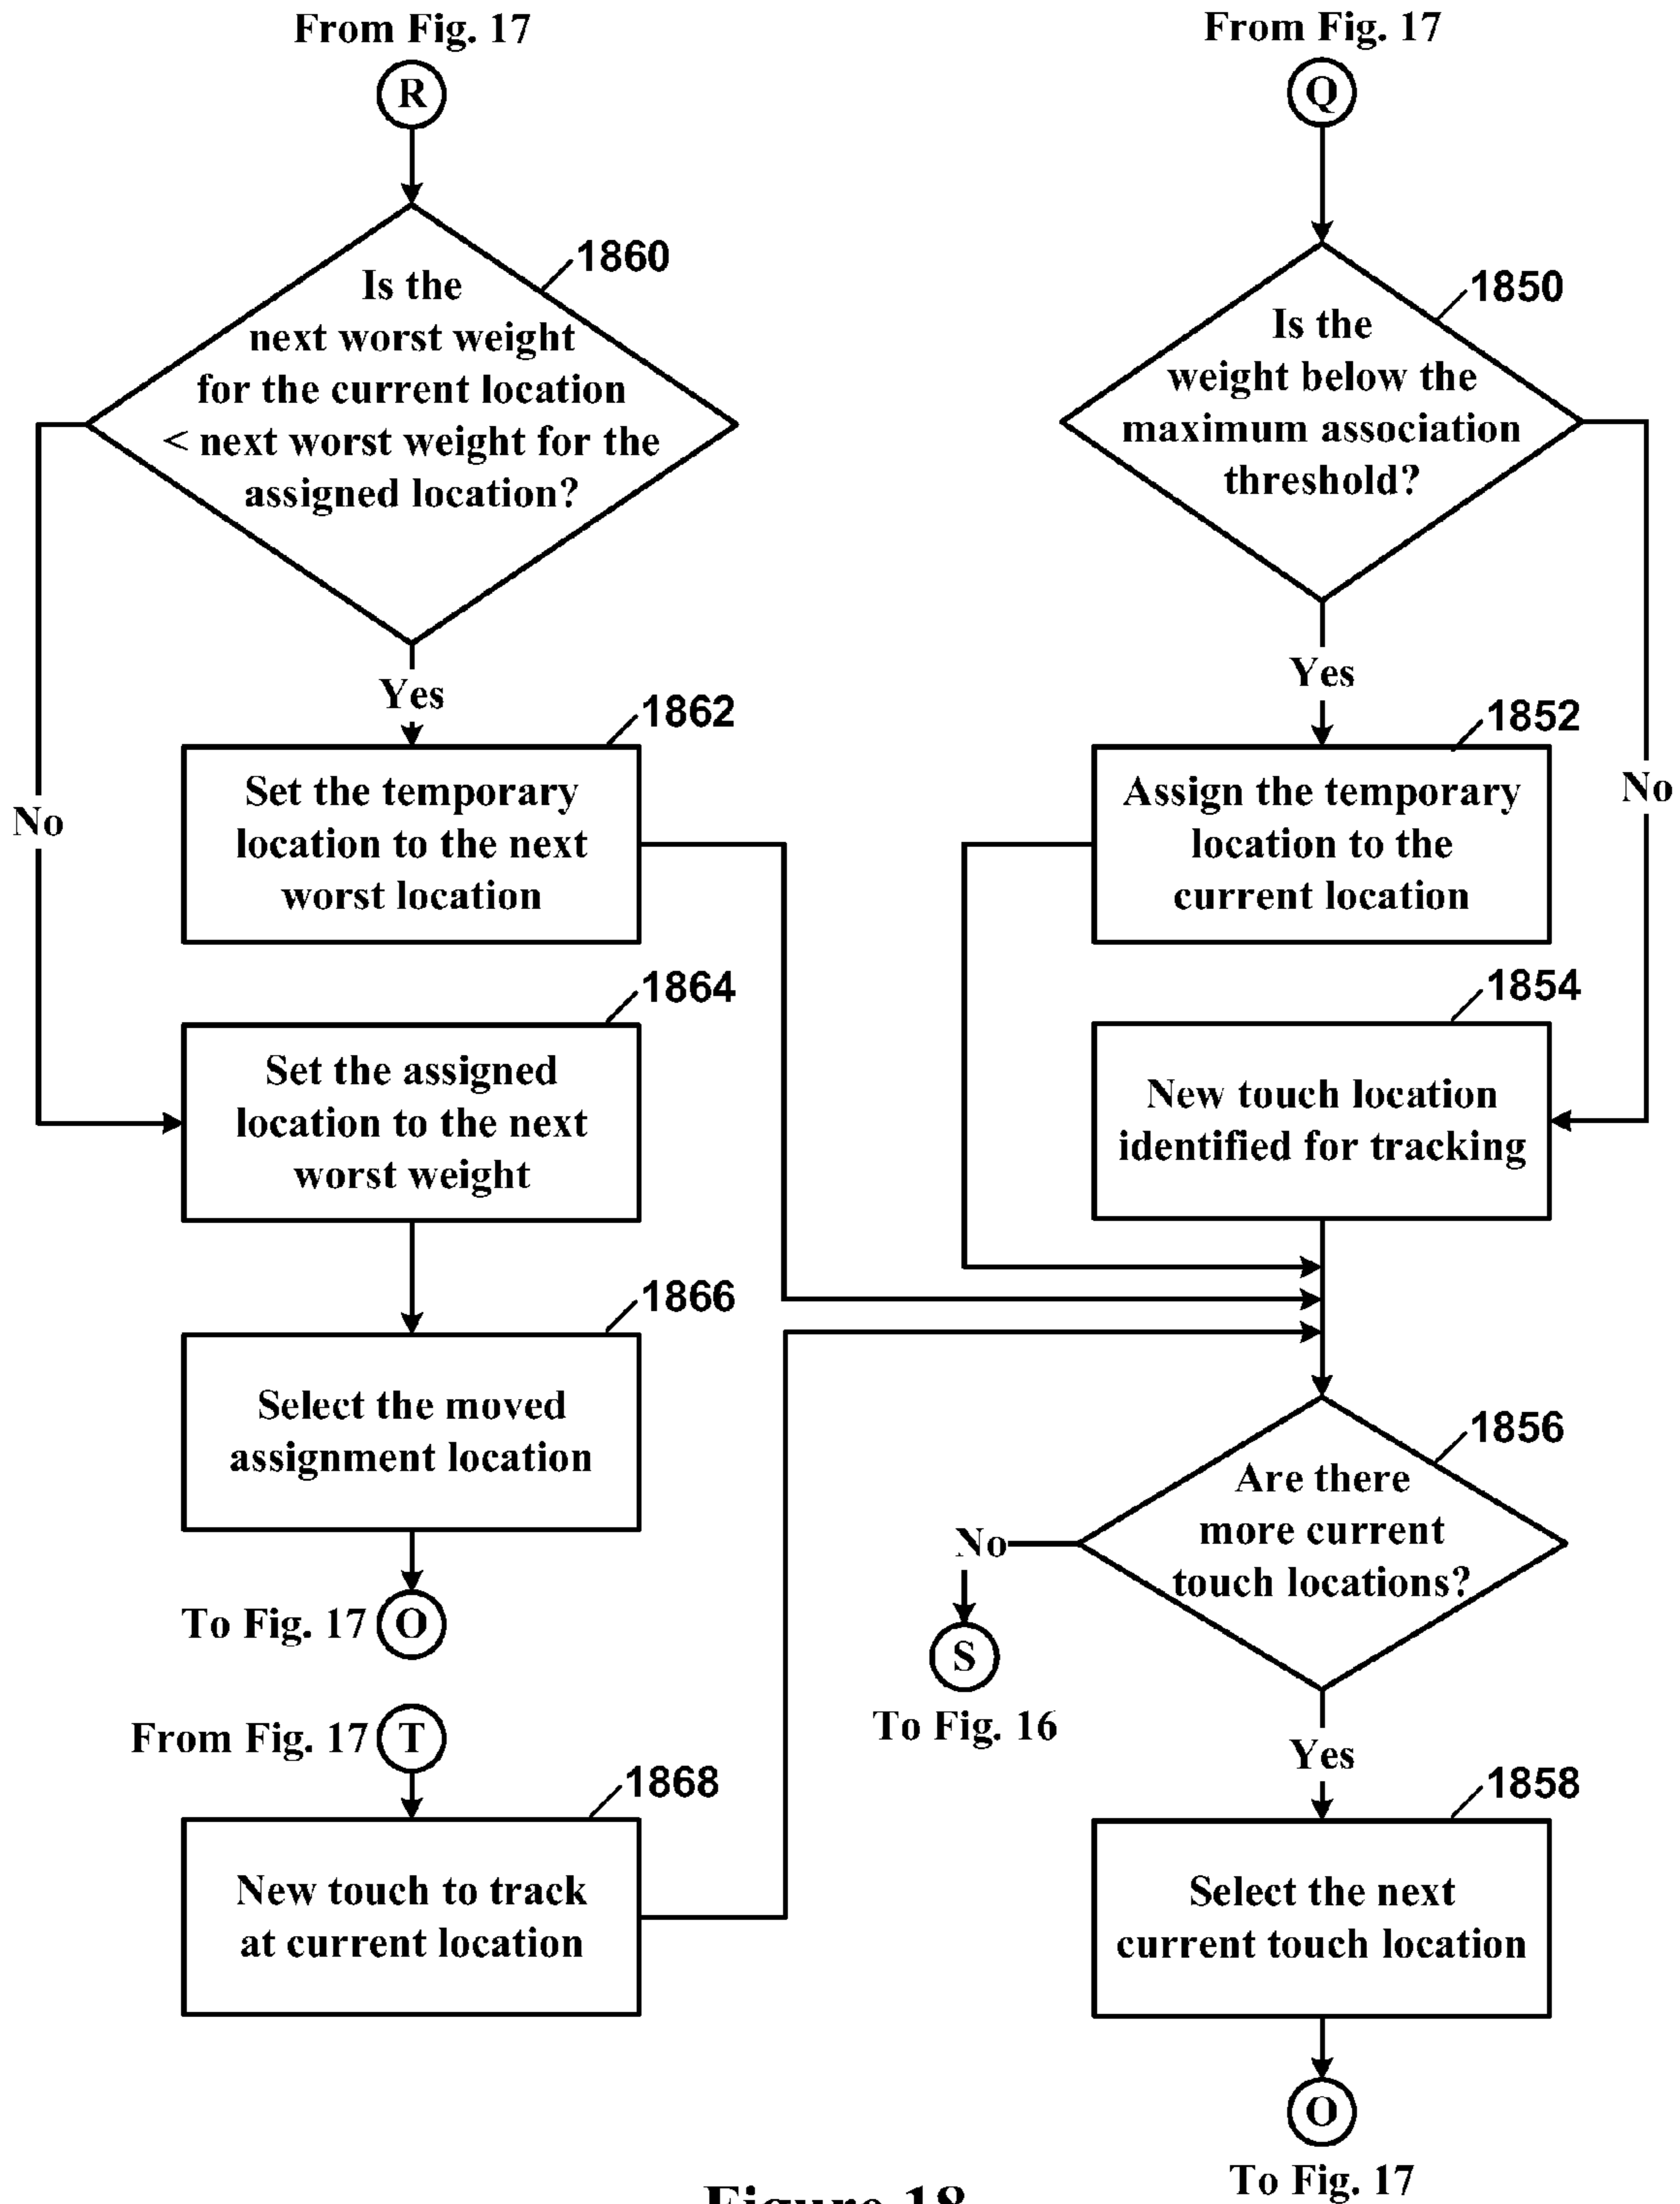 From Fig. 17
R
1860
Is the
next worst weight
for the current location
< next worst weight for the
assigned location?
No
Yes
1862
Set the temporary
location to the next
worst location
1864
Set the assigned
location to the next
worst weight
1866
Select the moved
assignment location
To Fig. 17
O
From Fig. 17
T
1868
New touch to track
at current location
From Fig. 17
Q
1850
Is the
weight below the
maximum association
threshold?
Yes
No
1852
Assign the temporary
location to the
current location
1854
New touch location
identified for tracking
1856
Are there
more current
touch locations?
No
S
To Fig. 16
Yes
1858
Select the next
current touch location
O
To Fig. 17
Figure 18